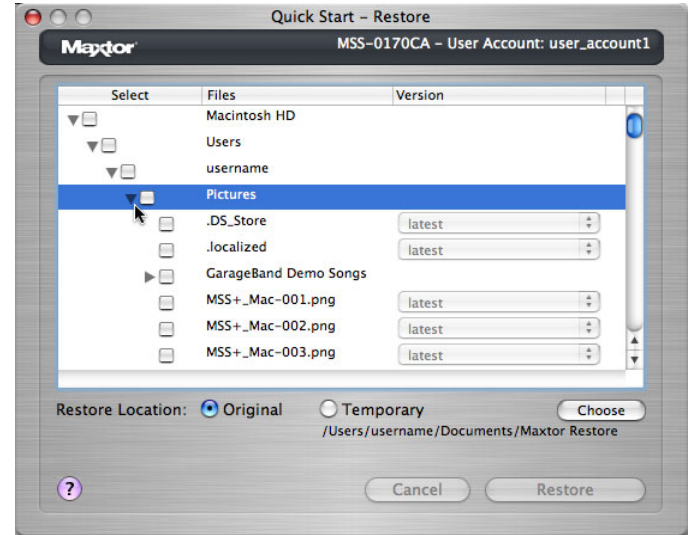 Quick Start – Restore
Maxtor MSS-0170CA – User Account: user_account1
Select Files Version
Macintosh HD
Users
username
Pictures
.DS_Store latest
.localized latest
GarageBand Demo Songs
MSS+_Mac-001.png latest
MSS+_Mac-002.png latest
MSS+_Mac-003.png latest
Restore Location: Original Temporary Choose
/Users/username/Documents/Maxtor Restore
? Cancel Restore